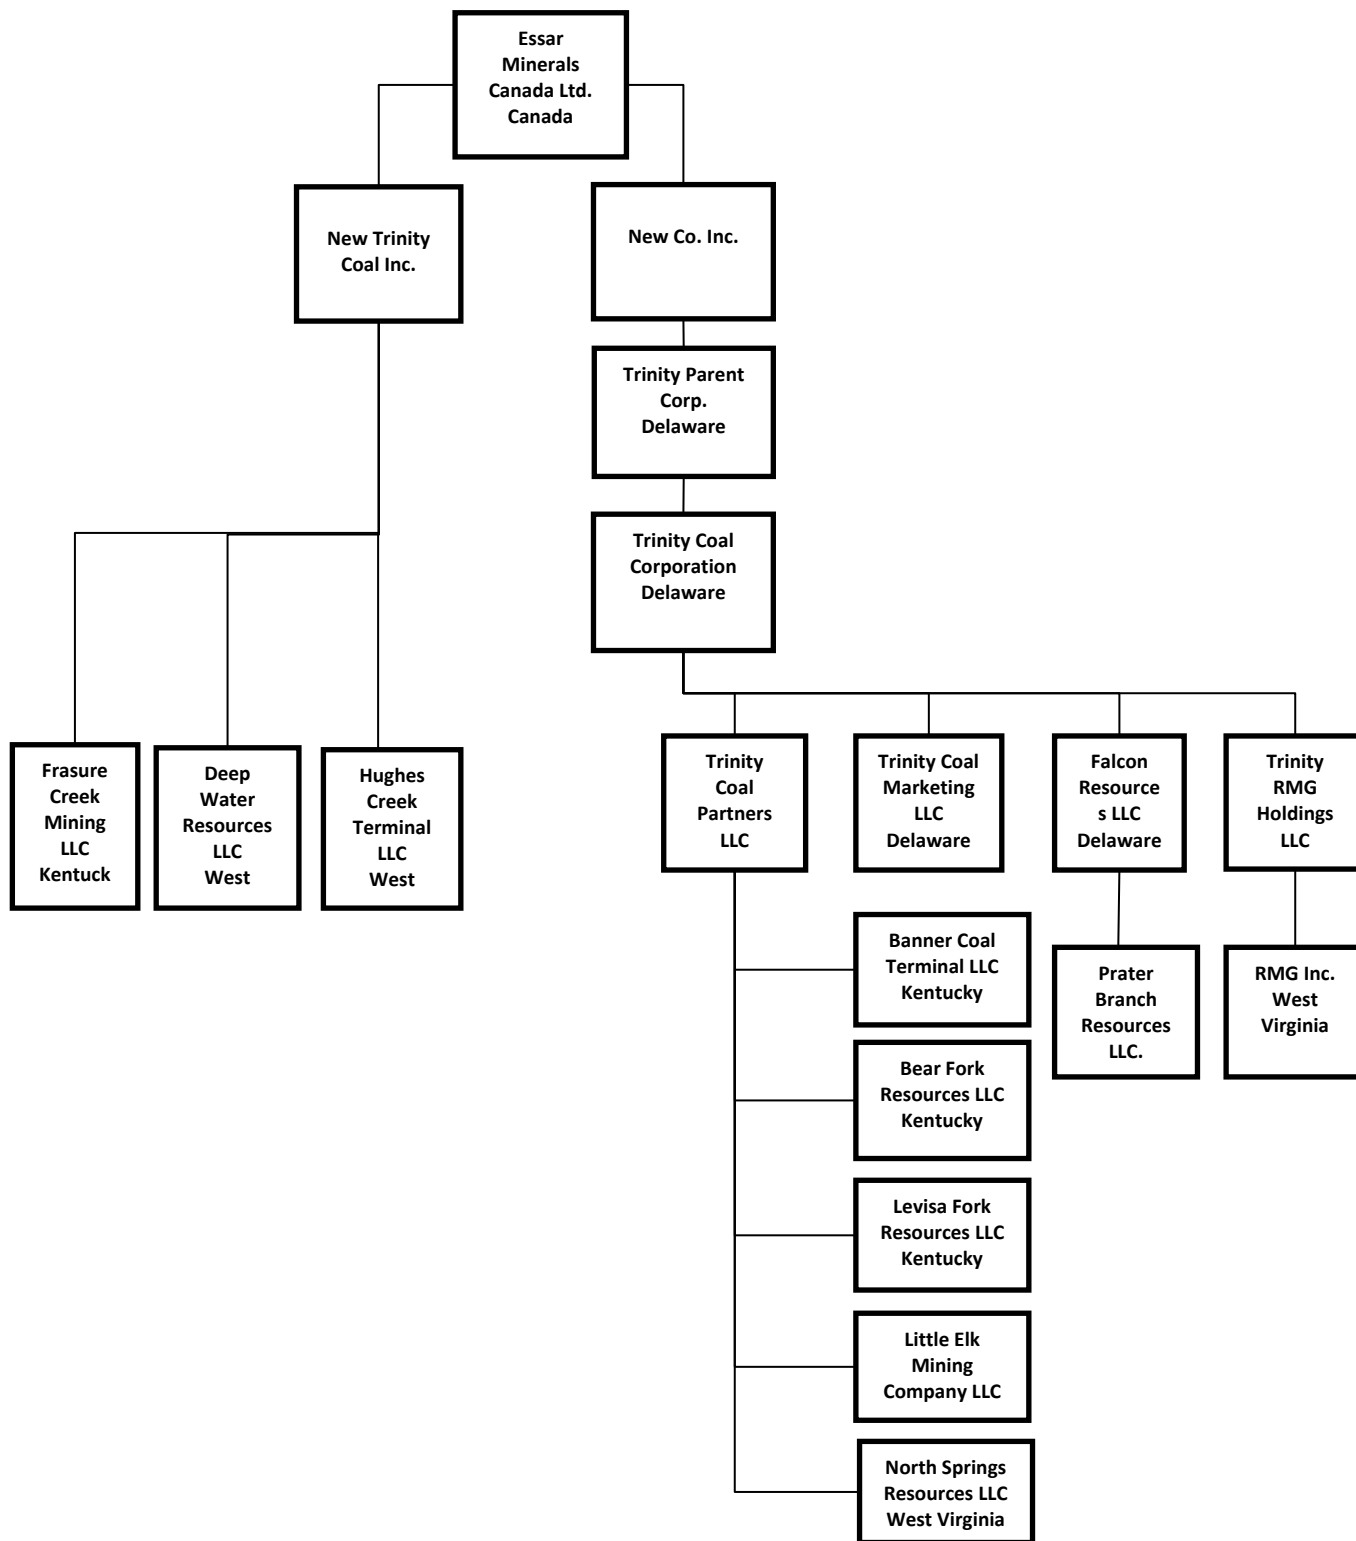 Essar
Minerals
Canada Ltd.
Canada
New Trinity
Coal Inc.
New Co. Inc.
Trinity Parent
Corp.
Delaware
Trinity Coal
Corporation
Delaware
Frasure
Creek
Mining
LLC
Kentuck
Deep
Water
Resources
LLC
West
Hughes
Creek
Terminal
LLC
West
Trinity
Coal
Partners
LLC
Trinity Coal
Marketing
LLC
Delaware
Falcon
Resource
s LLC
Delaware
Trinity
RMG
Holdings
LLC
Banner Coal
Terminal LLC
Kentucky
Prater
Branch
Resources
LLC.
RMG Inc.
West
Virginia
Bear Fork
Resources LLC
Kentucky
Levisa Fork
Resources LLC
Kentucky
Little Elk
Mining
Company LLC
North Springs
Resources LLC
West Virginia